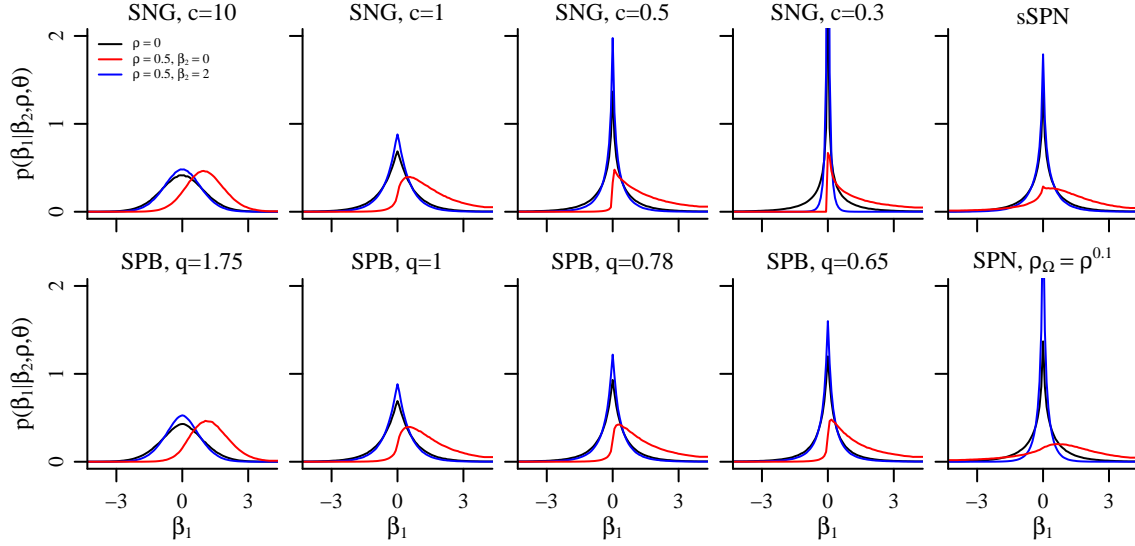 SNG, c=10 SNG, c=1 SNG, c=0.5 SNG, c=0.3 sSPN
p(β₁|β₂,ρ,θ)
2
1
0
ρ = 0
ρ = 0.5, β₂ = 0
ρ = 0.5, β₂ = 2
SPB, q=1.75 SPB, q=1 SPB, q=0.78 SPB, q=0.65 SPN, ρ_Ω = ρ^0.1
p(β₁|β₂,ρ,θ)
2
1
0
−3 0 3 −3 0 3 −3 0 3 −3 0 3 −3 0 3
β₁ β₁ β₁ β₁ β₁